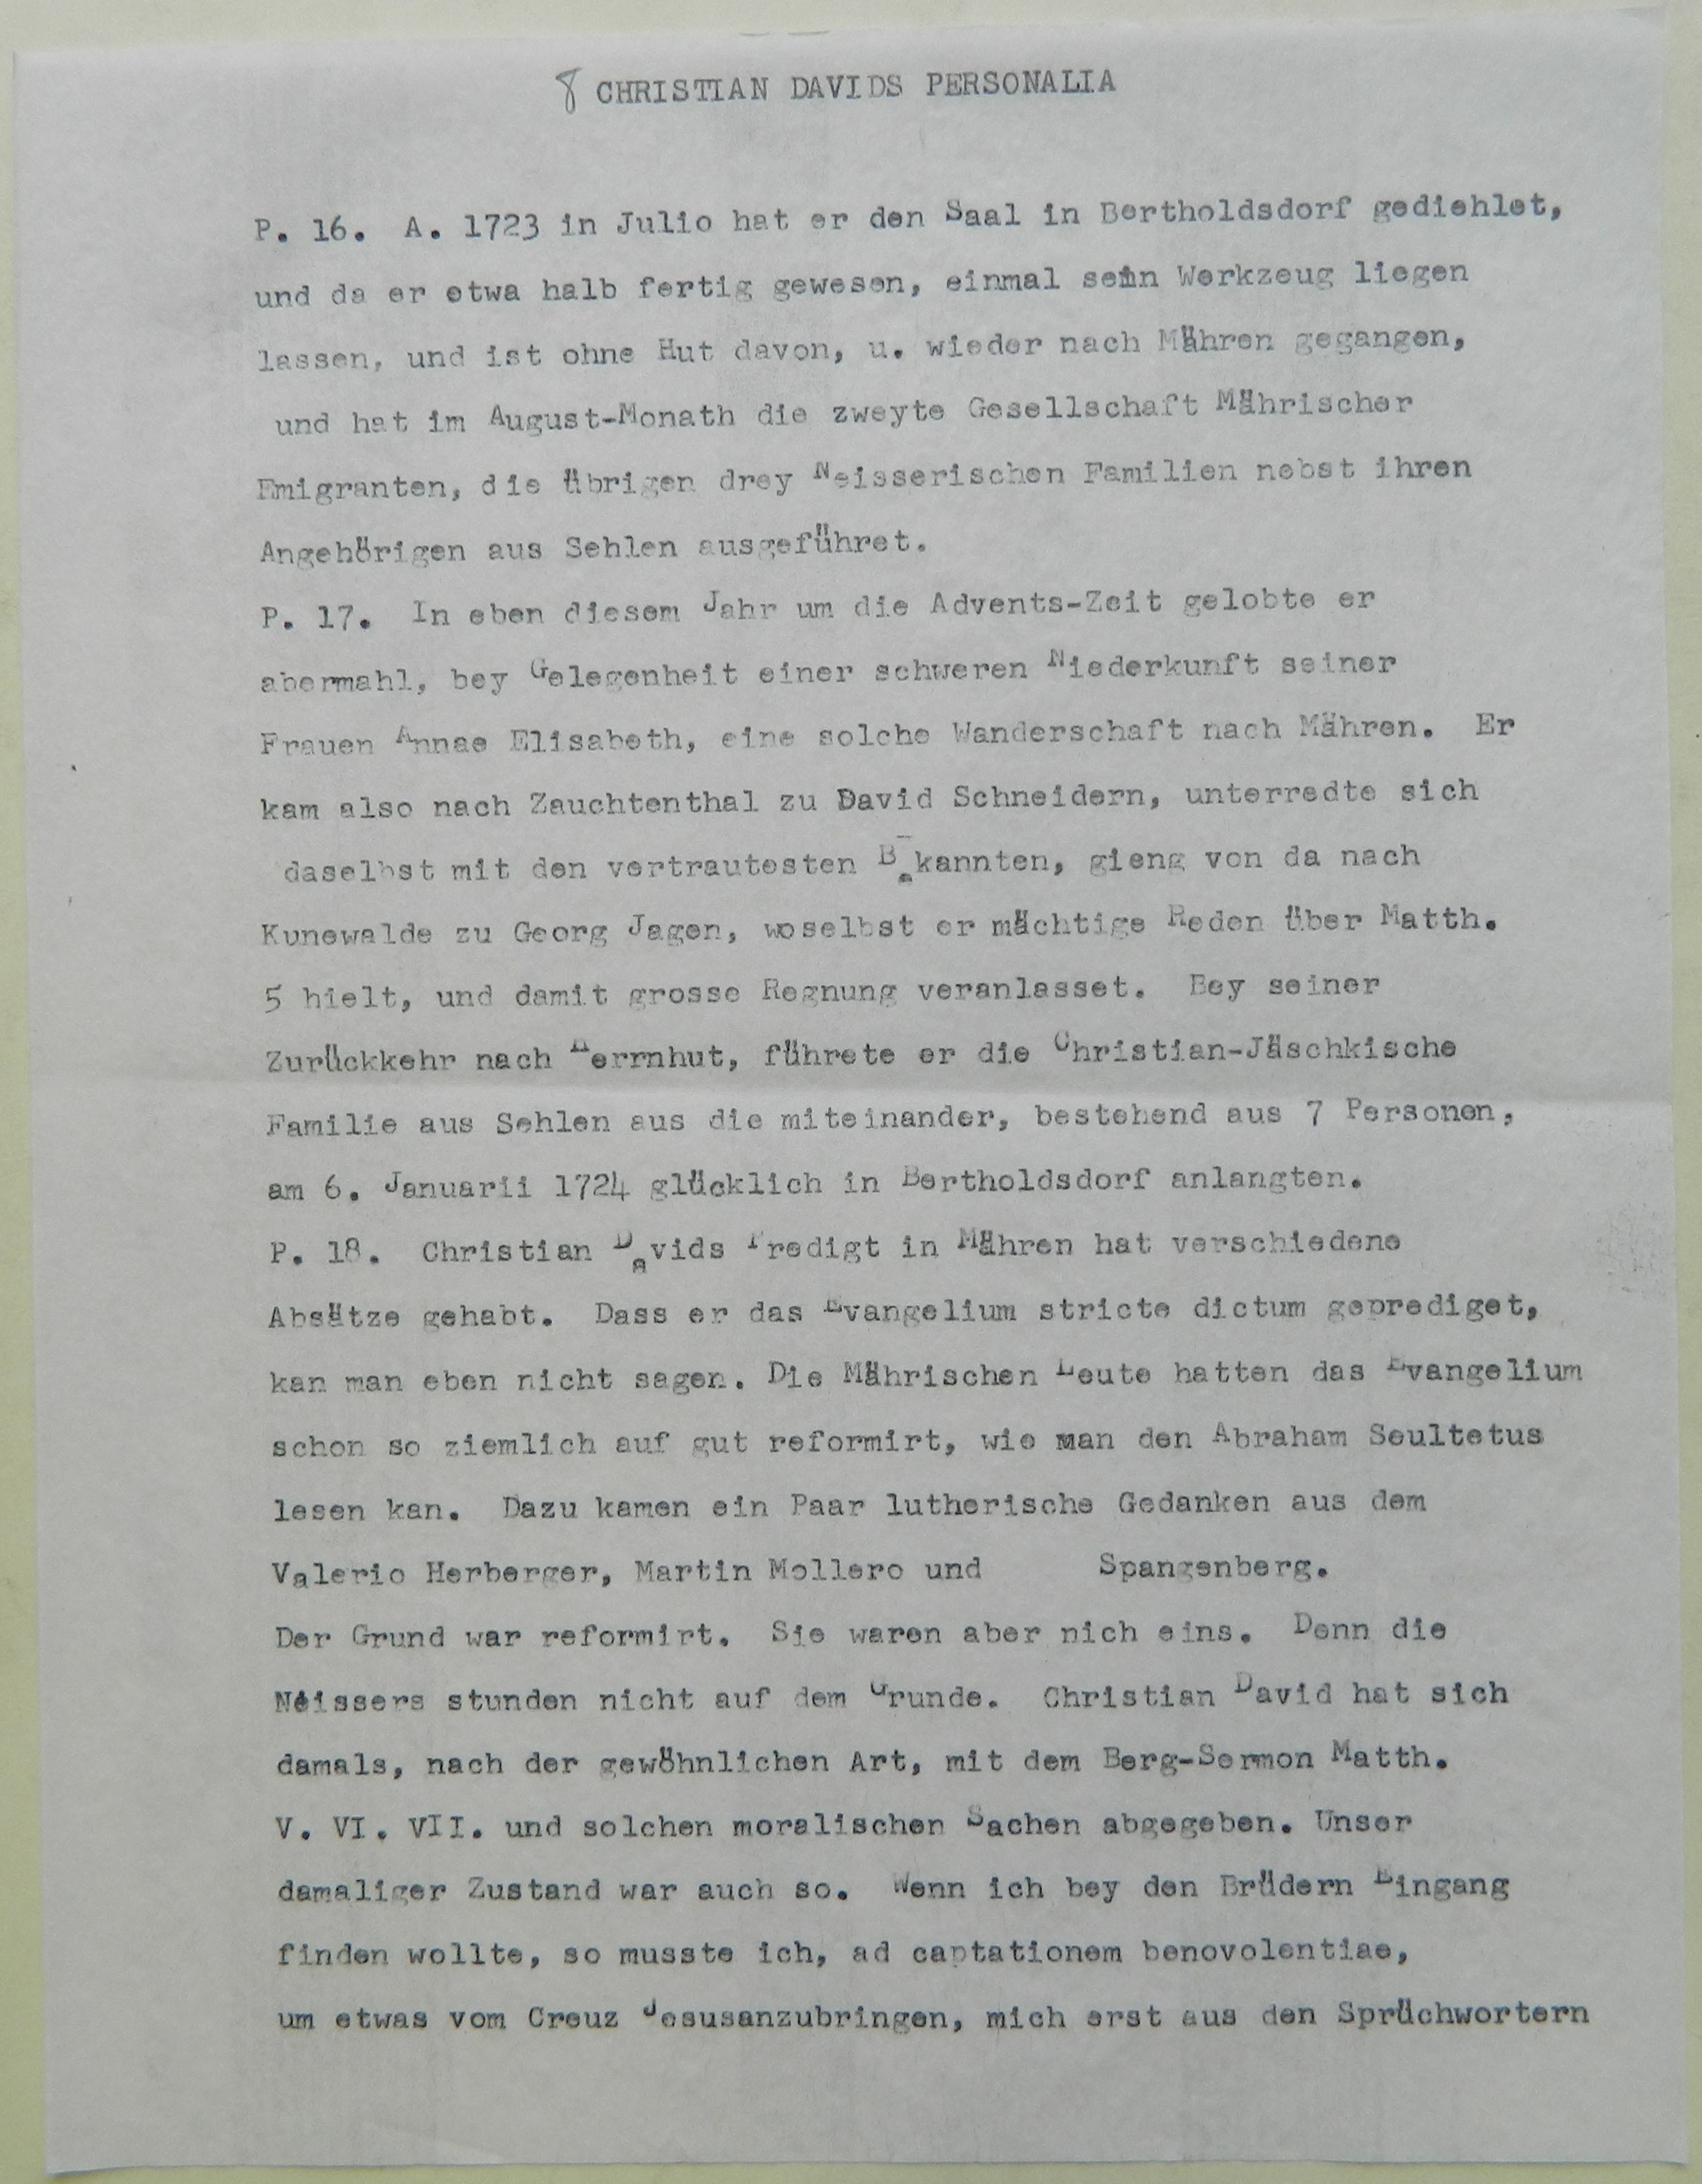 8 CHRISTIAN DAVIDS PERSONALIA
P. 16. A. 1723 in Julio hat er den Saal in Bertholdsdorf gediehlet,
und da er etwa halb fertig gewesen, einmal sein Werkzeug liegen
lassen, und ist ohne Hut davon, u. wieder nach Mähren gegangen,
und hat im August-Monath die zweyte Gesellschaft Mährischer
Emigranten, die übrigen drey Neisserischen Familien nebst ihren
Angehörigen aus Sehlen ausgeführet.
P. 17. In eben diesem Jahr um die Advents-Zeit gelobte er
abermahl, bey Gelegenheit einer schweren Niederkunft seiner
Frauen Annae Elisabeth, eine solche Wanderschaft nach Mähren. Er
kam also nach Zauchtenthal zu David Schneidern, unterredte sich
daselbst mit den vertrautesten Bekannten, gieng von da nach
Kunewalde zu Georg Jagen, woselbst er mächtige Reden über Matth.
5 hielt, und damit grosse Regnung veranlasset. Bey seiner
Zurückkehr nach Herrnhut, führete er die Christian-Jäschkische
Familie aus Sehlen aus die miteinander, bestehend aus 7 Personen,
am 6. Januarii 1724 glücklich in Bertholdsdorf anlangten.
P. 18. Christian Davids Predigt in Mähren hat verschiedene
Absätze gehabt. Dass er das Evangelium stricte dictum geprediget,
kan man eben nicht sagen. Die Mährischen Leute hatten das Evangelium
schon so ziemlich auf gut reformirt, wie man den Abraham Seultetus
lesen kan. Dazu kamen ein Paar lutherische Gedanken aus dem
Valerio Herberger, Martin Mollero und Spangenberg.
Der Grund war reformirt. Sie waren aber nich eins. Denn die
Neissers stunden nicht auf dem Grunde. Christian David hat sich
damals, nach der gewöhnlichen Art, mit dem Berg-Sermon Matth.
V. VI. VII. und solchen moralischen Sachen abgegeben. Unser
damaliger Zustand war auch so. Wenn ich bey den Brüdern Eingang
finden wollte, so musste ich, ad captationem benovolentiae,
um etwas vom Creuz Jesusanzubringen, mich erst aus den Sprüchwortern